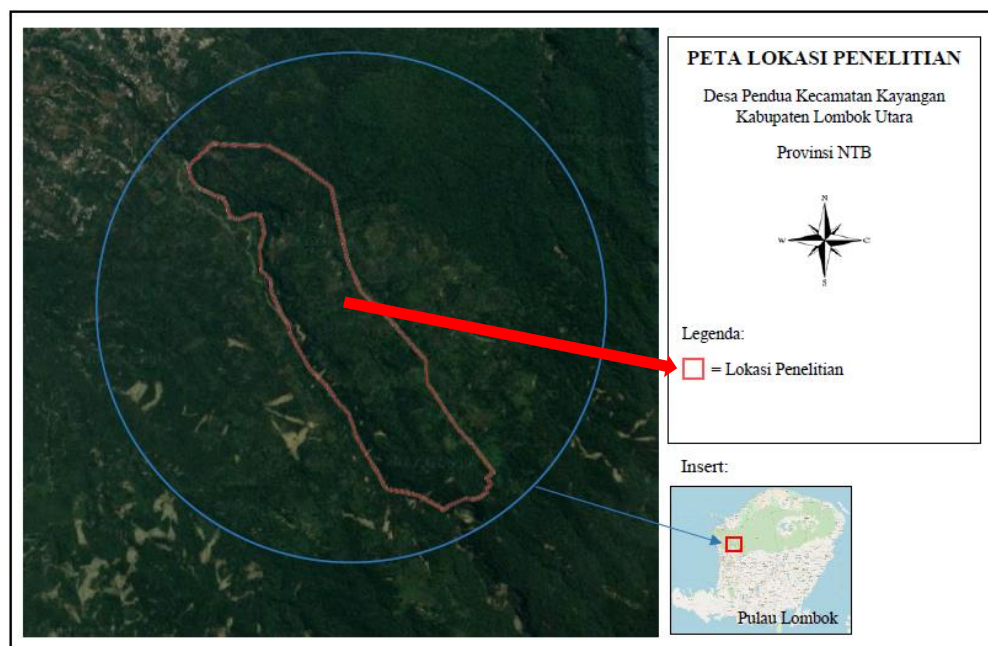 PETA LOKASI PENELITIAN
Desa Pendua Kecamatan Kayangan
Kabupaten Lombok Utara
Provinsi NTB
N
W
S
Legenda:
= Lokasi Penelitian
Insert:
Pulau Lombok